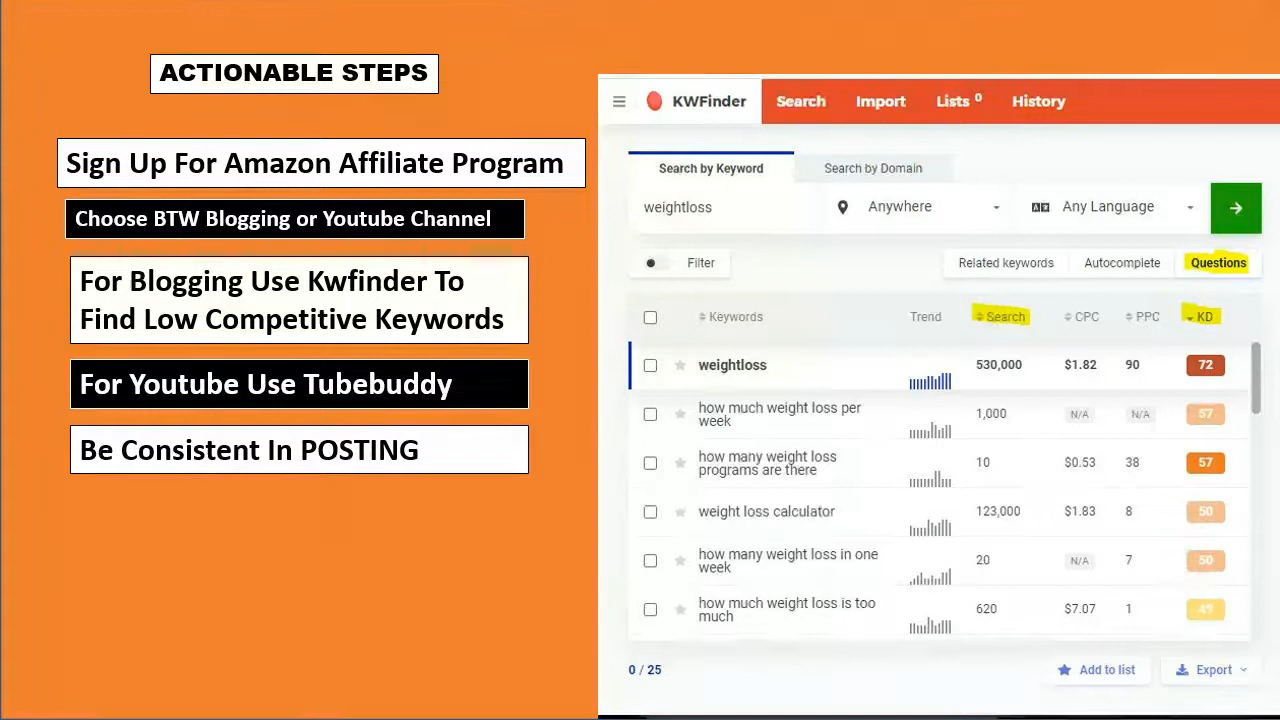 ACTIONABLE STEPS
Sign Up For Amazon Affiliate Program
Choose BTW Blogging or Youtube Channel
For Blogging Use Kwfinder To
Find Low Competitive Keywords
For Youtube Use Tubebuddy
Be Consistent In POSTING
KWFinder Search Import Lists 0 History
Search by Keyword Search by Domain
weightloss Anywhere Any Language
Filter Related keywords Autocomplete Questions
Keywords Trend Search CPC PPC KD
weightloss 530,000 $1.82 90 72
how much weight loss per
week 1,000 N/A N/A 57
how many weight loss
programs are there 10 $0.53 38 57
weight loss calculator 123,000 $1.83 8 50
how many weight loss in one
week 20 N/A 7 50
how much weight loss is too
much 620 $7.07 1 49
0 / 25 Add to list Export